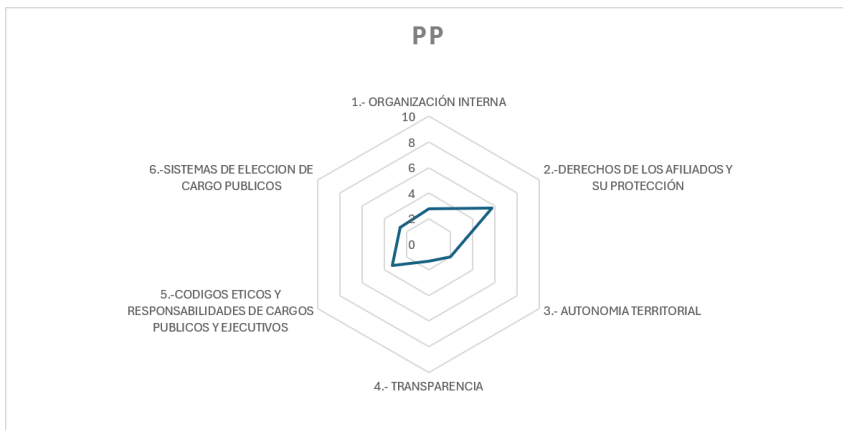 PP
1.- ORGANIZACIÓN INTERNA
10
8
6
4
2
0
2.-DERECHOS DE LOS AFILIADOS Y
SU PROTECCIÓN
3.- AUTONOMIA TERRITORIAL
4.- TRANSPARENCIA
5.-CODIGOS ETICOS Y
RESPONSABILIDADES DE CARGOS
PUBLICOS Y EJECUTIVOS
6.-SISTEMAS DE ELECCION DE
CARGO PUBLICOS